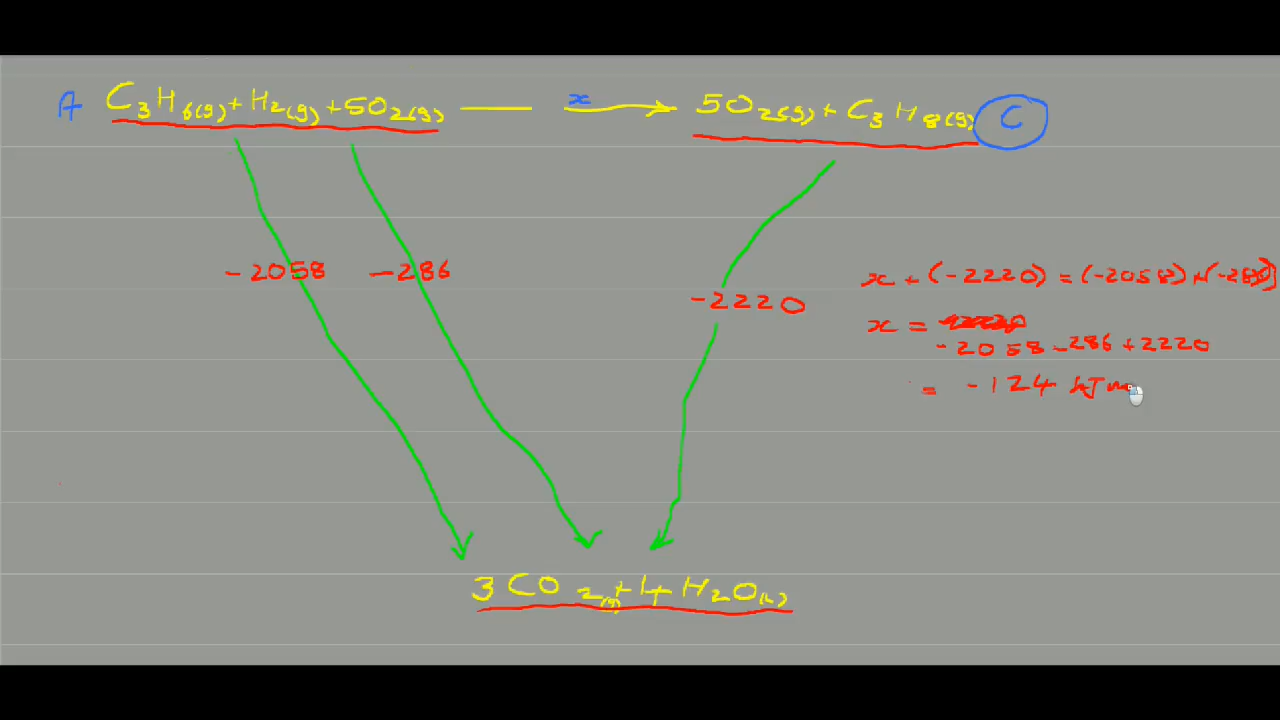 A C3H6(g) + H2(g) + 5O2(g) x 5O2(g) + C3H8(g) C
-2058 -286
x + (-2220) = (-2058) + (-286)
-2220
x =
-2058 -286 +2220
= -124 kJ m
3CO2(g) + 4H2O(L)